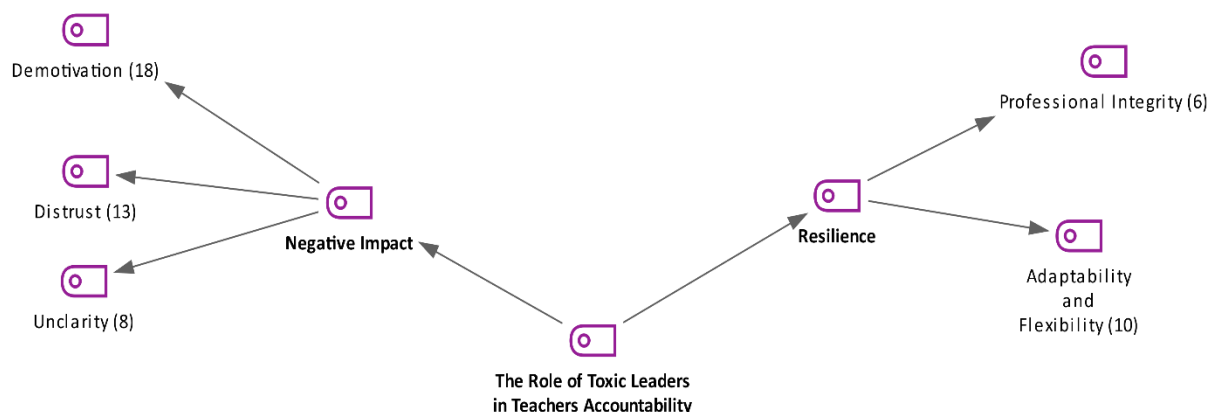 Demotivation (18)
Distrust (13)
Unclarity (8)
Negative Impact
The Role of Toxic Leaders
in Teachers Accountability
Resilience
Professional Integrity (6)
Adaptability
and
Flexibility (10)